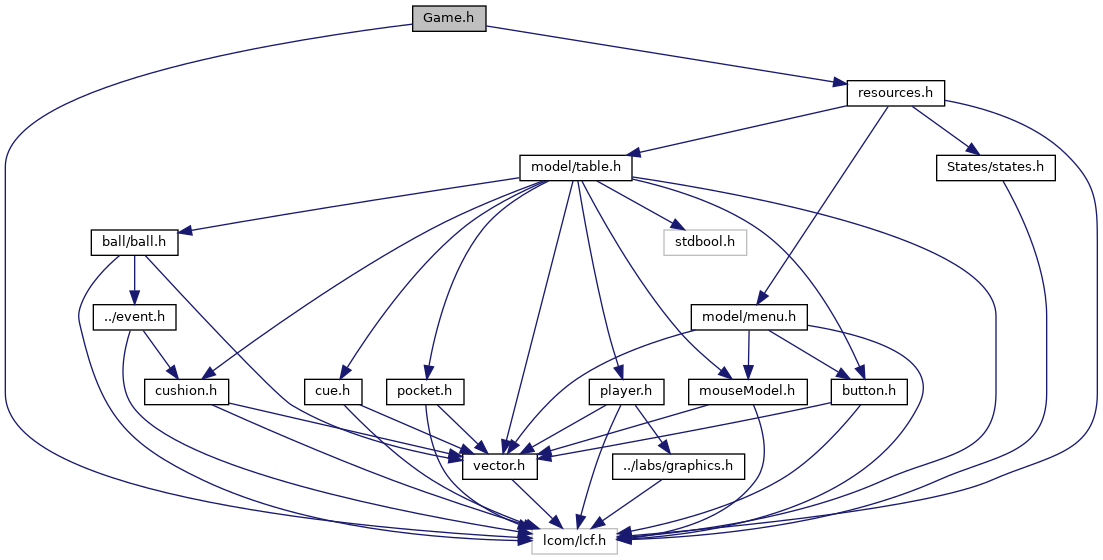 Game.h
resources.h
model/table.h
States/states.h
ball/ball.h
stdbool.h
../event.h
model/menu.h
cushion.h
cue.h
pocket.h
player.h
mouseModel.h
button.h
vector.h
../labs/graphics.h
lcom/lcf.h